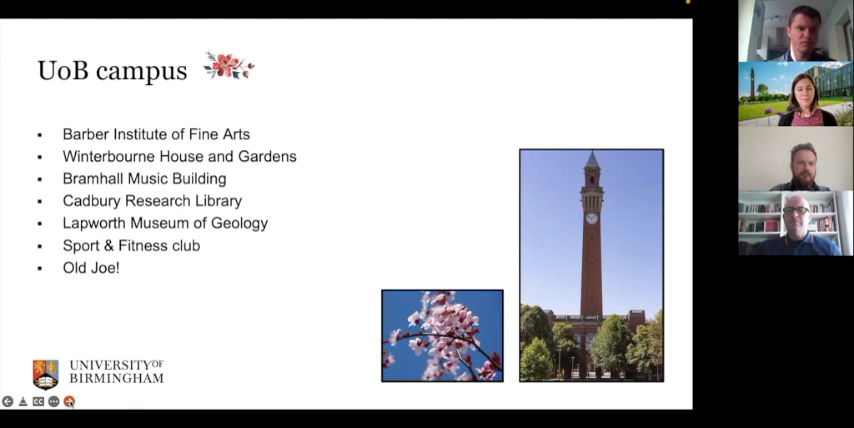 UoB campus
▪ Barber Institute of Fine Arts
▪ Winterbourne House and Gardens
▪ Bramhall Music Building
▪ Cadbury Research Library
▪ Lapworth Museum of Geology
▪ Sport & Fitness club
▪ Old Joe!
UNIVERSITY OF
BIRMINGHAM
CC